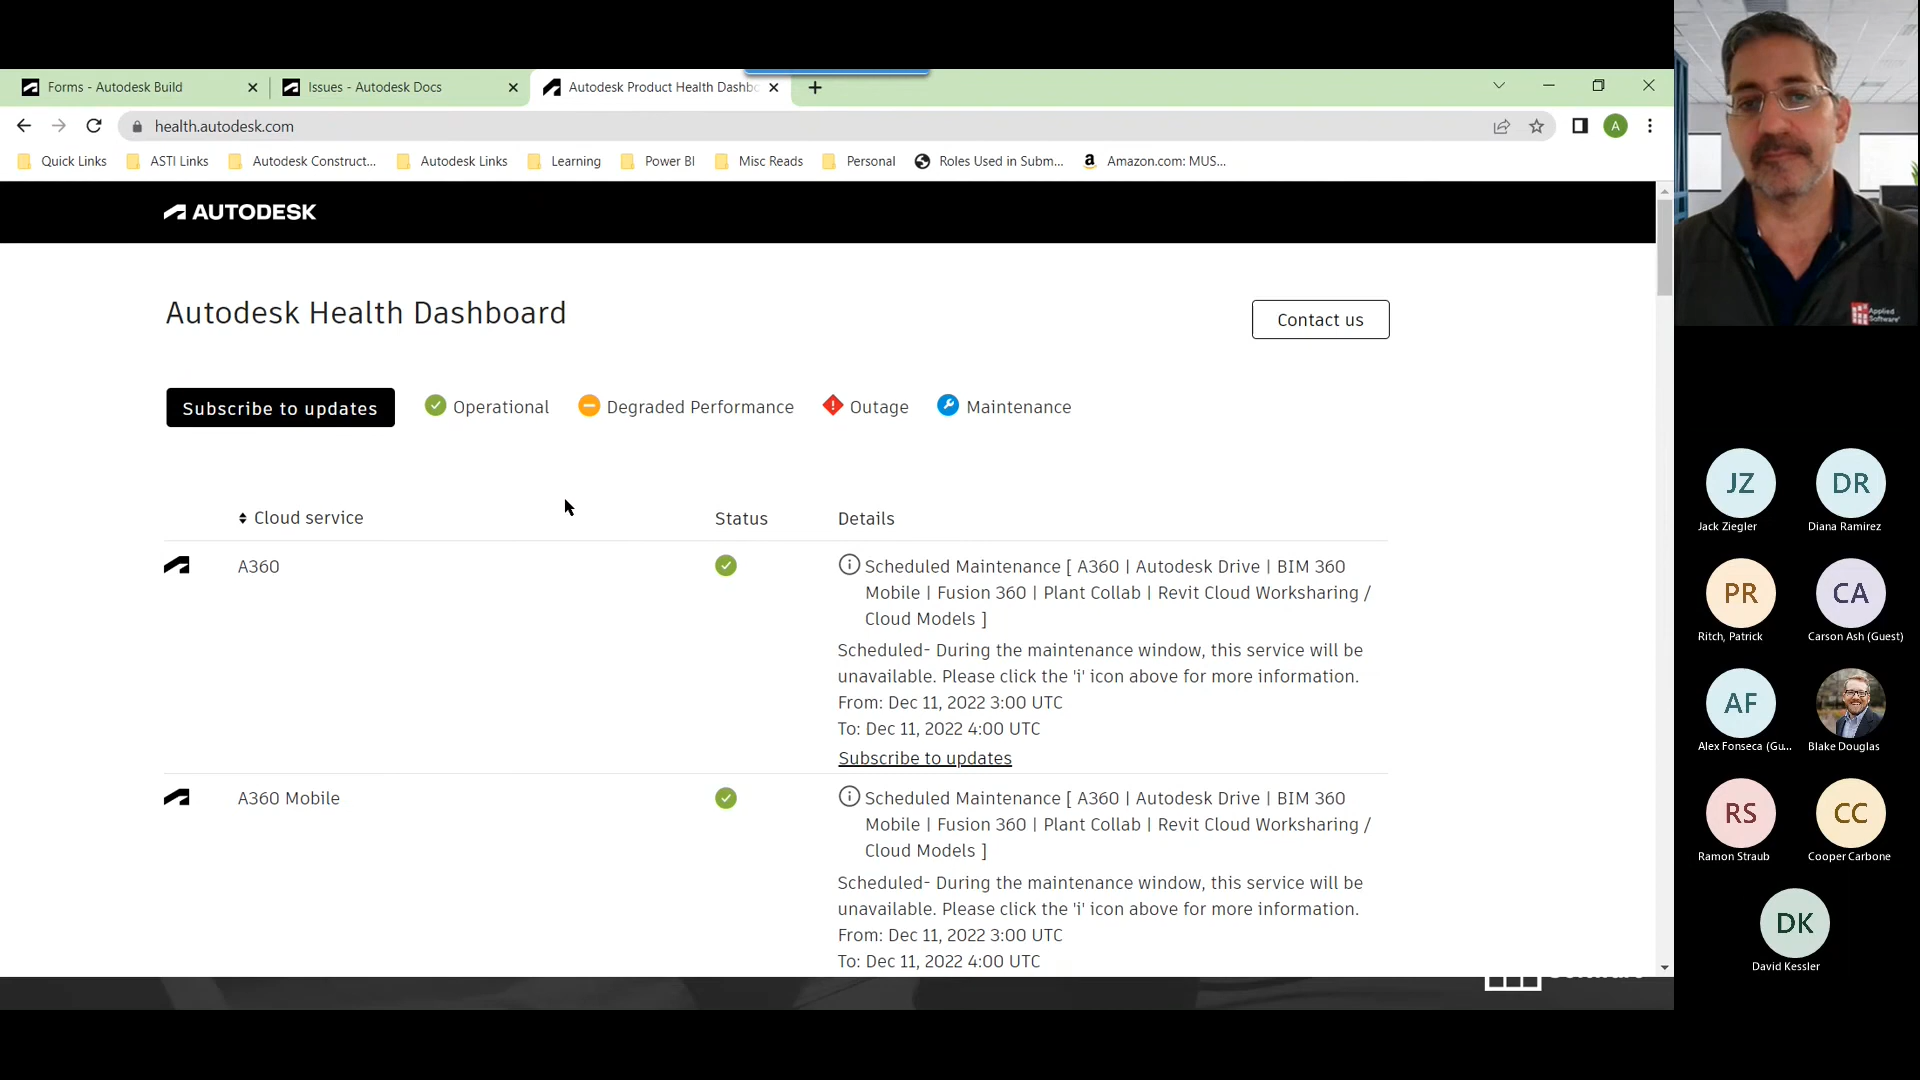 Forms - Autodesk Build
Issues - Autodesk Docs
Autodesk Product Health Dashbo
health.autodesk.com
A
Quick Links
ASTI Links
Autodesk Construct...
Autodesk Links
Learning
Power BI
Misc Reads
Personal
Roles Used in Subm...
Amazon.com: MUS...
AUTODESK
Autodesk Health Dashboard
Contact us
Subscribe to updates
Operational
Degraded Performance
Outage
Maintenance
Cloud service
Status
Details
A360
Scheduled Maintenance [ A360 | Autodesk Drive | BIM 360
Mobile | Fusion 360 | Plant Collab | Revit Cloud Worksharing /
Cloud Models ]
Scheduled- During the maintenance window, this service will be
unavailable. Please click the 'i' icon above for more information.
From: Dec 11, 2022 3:00 UTC
To: Dec 11, 2022 4:00 UTC
Subscribe to updates
A360 Mobile
Scheduled Maintenance [ A360 | Autodesk Drive | BIM 360
Mobile | Fusion 360 | Plant Collab | Revit Cloud Worksharing /
Cloud Models ]
Scheduled- During the maintenance window, this service will be
unavailable. Please click the 'i' icon above for more information.
From: Dec 11, 2022 3:00 UTC
To: Dec 11, 2022 4:00 UTC
Applied
Software
JZ
Jack Ziegler
DR
Diana Ramirez
PR
Ritch, Patrick
CA
Carson Ash (Guest)
AF
Alex Fonseca (Gu...
Blake Douglas
RS
Ramon Straub
CC
Cooper Carbone
DK
David Kessler